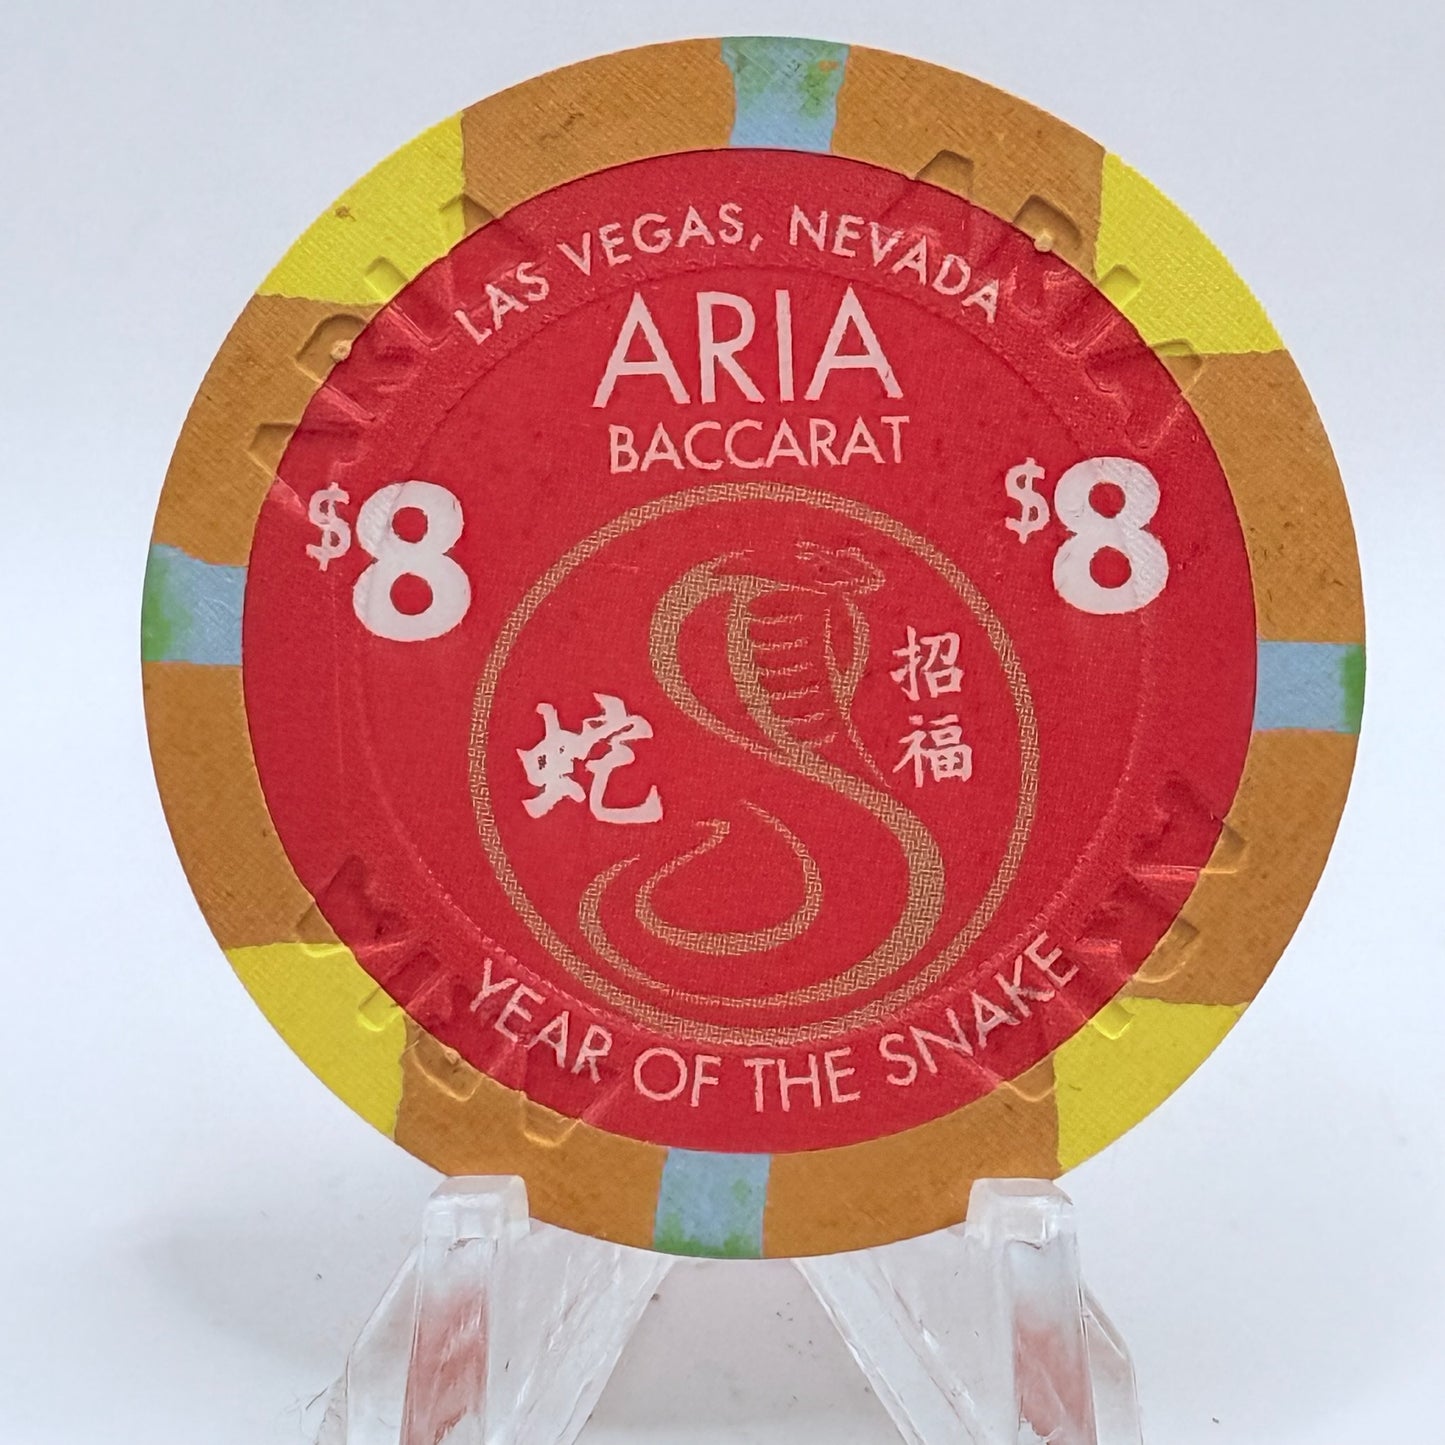 LAS VEGAS, NEVADA
ARIA
BACCARAT
$8
$8
蛇
招福
YEAR OF THE SNAKE